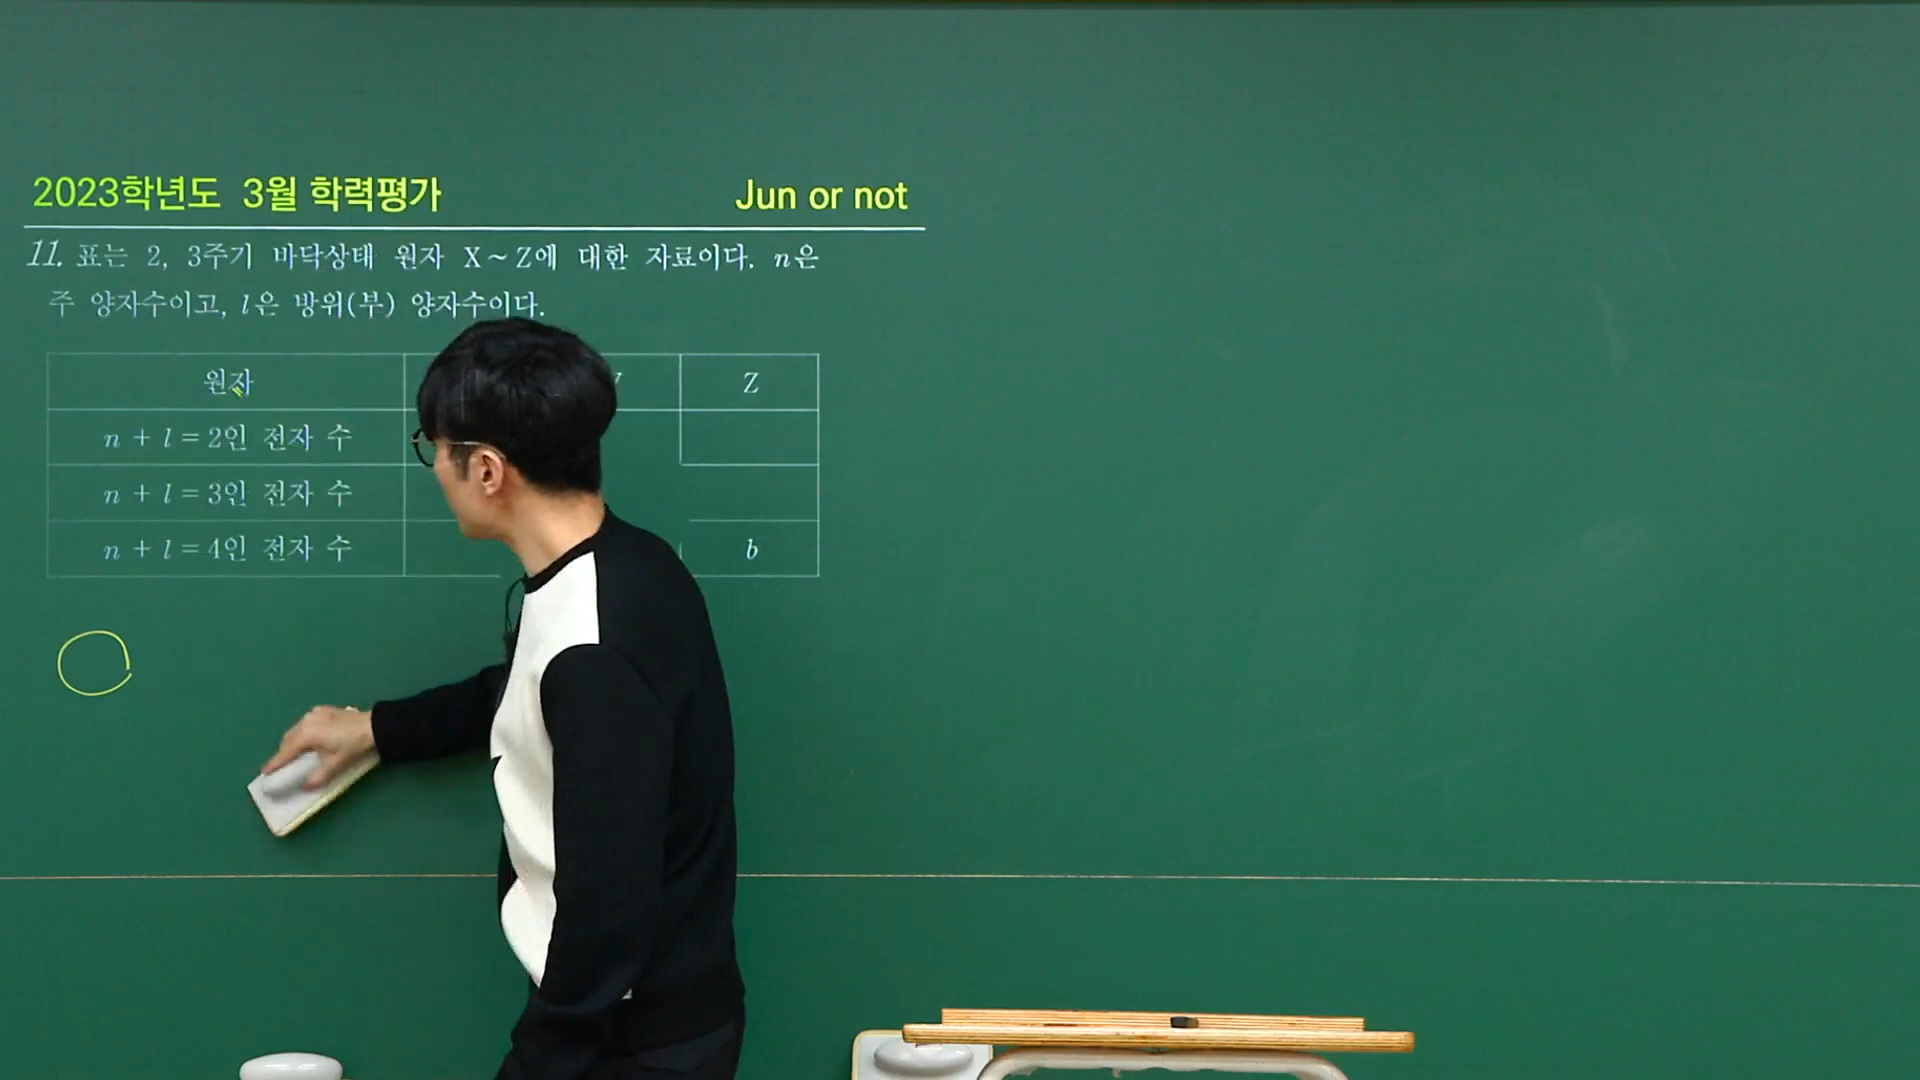 2023학년도 3월 학력평가 Jun or not
11. 표는 2, 3주기 바닥상태 원자 X ~ Z에 대한 자료이다. n은
주 양자수이고, l은 방위(부) 양자수이다.
원자 Z
n + l = 2인 전자 수
n + l = 3인 전자 수
n + l = 4인 전자 수 b